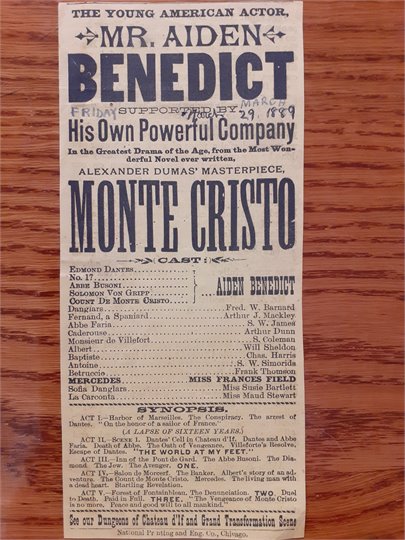 THE YOUNG AMERICAN ACTOR,
MR. AIDEN
BENEDICT
FRIDAY SUPPORTED BY MARCH
29, 1889
His Own Powerful Company
In the Greatest Drama of the Age, from the Most Won-
derful Novel ever written,
ALEXANDER DUMAS' MASTERPIECE,
MONTE CRISTO
CAST:
EDMOND DANTES
No. 17
ABBE BUSONI
SOLOMON VON GRIPP
COUNT DE MONTE CRISTO
AIDEN BENEDICT
Danglars Fred. W. Barnard
Fernand, a Spaniard Arthur J. Mackley
Abbe Faria S. W. James
Caderouse Arthur Dunn
Monsieur de Villefort S. Coleman
Albert Will Sheldon
Baptiste Chas. Harris
Antoine S. W. Simorids
Betruccio Frank Thomson
MERCEDES MISS FRANCES FIELD
Sofia Danglars Miss Susie Bartlett
La Carconta Miss Maud Stewart
SYNOPSIS.
ACT I.—Harbor of Marseilles. The Conspiracy. The arrest of
Dantes. "On the honor of a sailor of France."
(A LAPSE OF SIXTEEN YEARS.)
ACT II.—SCENE I. Dantes' Cell in Chateau d'If. Dantes and Abbe
Faria. Death of Abbe. The Oath of Vengeance. Villeforte's Resolve.
Escape of Dantes. "THE WORLD AT MY FEET."
ACT III.—Inn of the Pont de Gard. The Abbe Busoni. The Dia-
mond. The Jew. The Avenger. ONE.
ACT IV.—Salon de Morcerf. The Banker. Albert's story of an ad-
venture. The Count de Monte Cristo. Mercedes. The living man with
a dead heart. Startling Revelation.
ACT V.—Forest of Fontainbleau. The Denunciation. TWO. Duel
to Death. Paid in Full. THREE. "The Vengeance of Monte Cristo
is no more. Peace and good will to all mankind.
See our Dungeons of Chateau d'If and Grand Transformation Scene
National Printing and Eng. Co., Chicago.